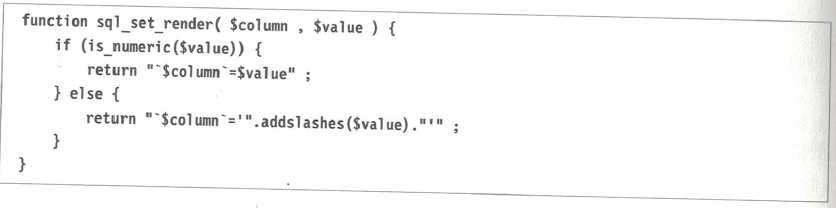 function sql_set_render( $column , $value ) {
    if (is_numeric($value)) {
        return "`$column`=$value" ;
    } else {
        return "`$column`='".addslashes($value)."'" ;
    }
}